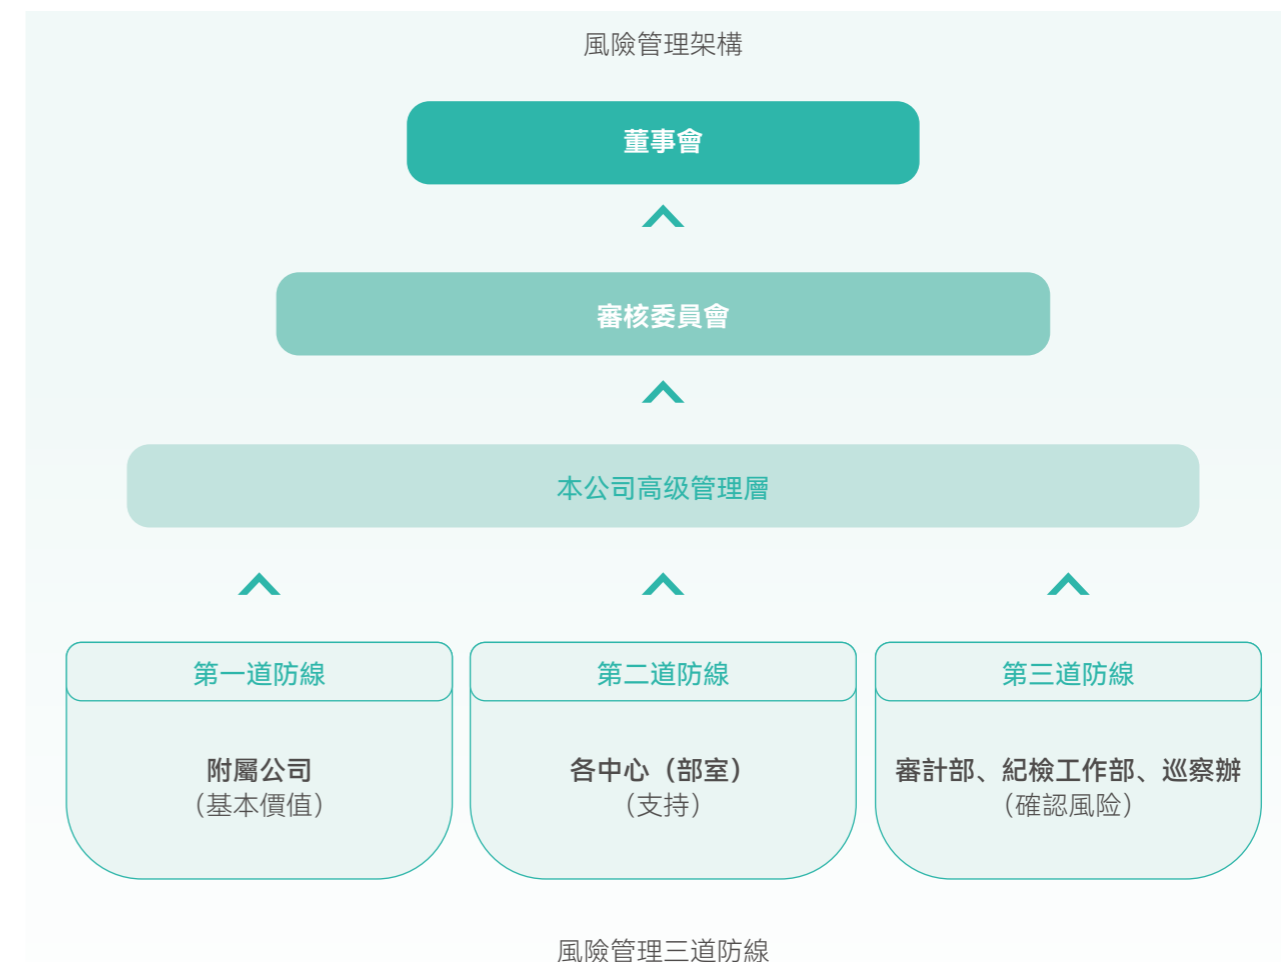 風險管理架構
董事會
審核委員會
本公司高级管理層
第一道防線
附屬公司
（基本價值）
第二道防線
各中心（部室）
（支持）
第三道防線
審計部、紀檢工作部、巡察辦
（確認風险）
風險管理三道防線